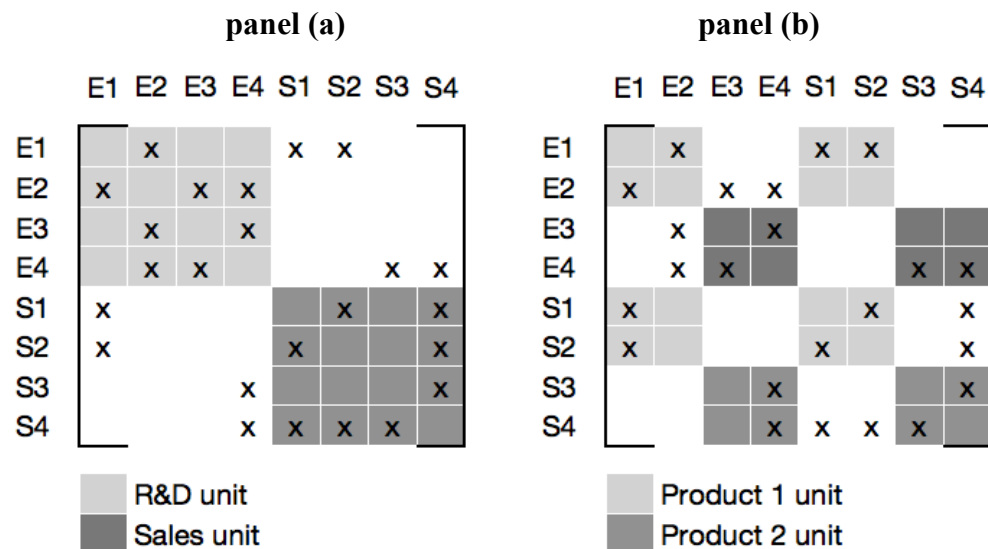 panel (a) panel (b)
E1 E2 E3 E4 S1 S2 S3 S4 E1 E2 E3 E4 S1 S2 S3 S4
E1 x x x E1 x x x
E2 x x x E2 x x x
E3 x x E3 x x
E4 x x x x E4 x x x x
S1 x x x S1 x x x
S2 x x x S2 x x x
S3 x x S3 x x
S4 x x x x S4 x x x x
R&D unit Product 1 unit
Sales unit Product 2 unit